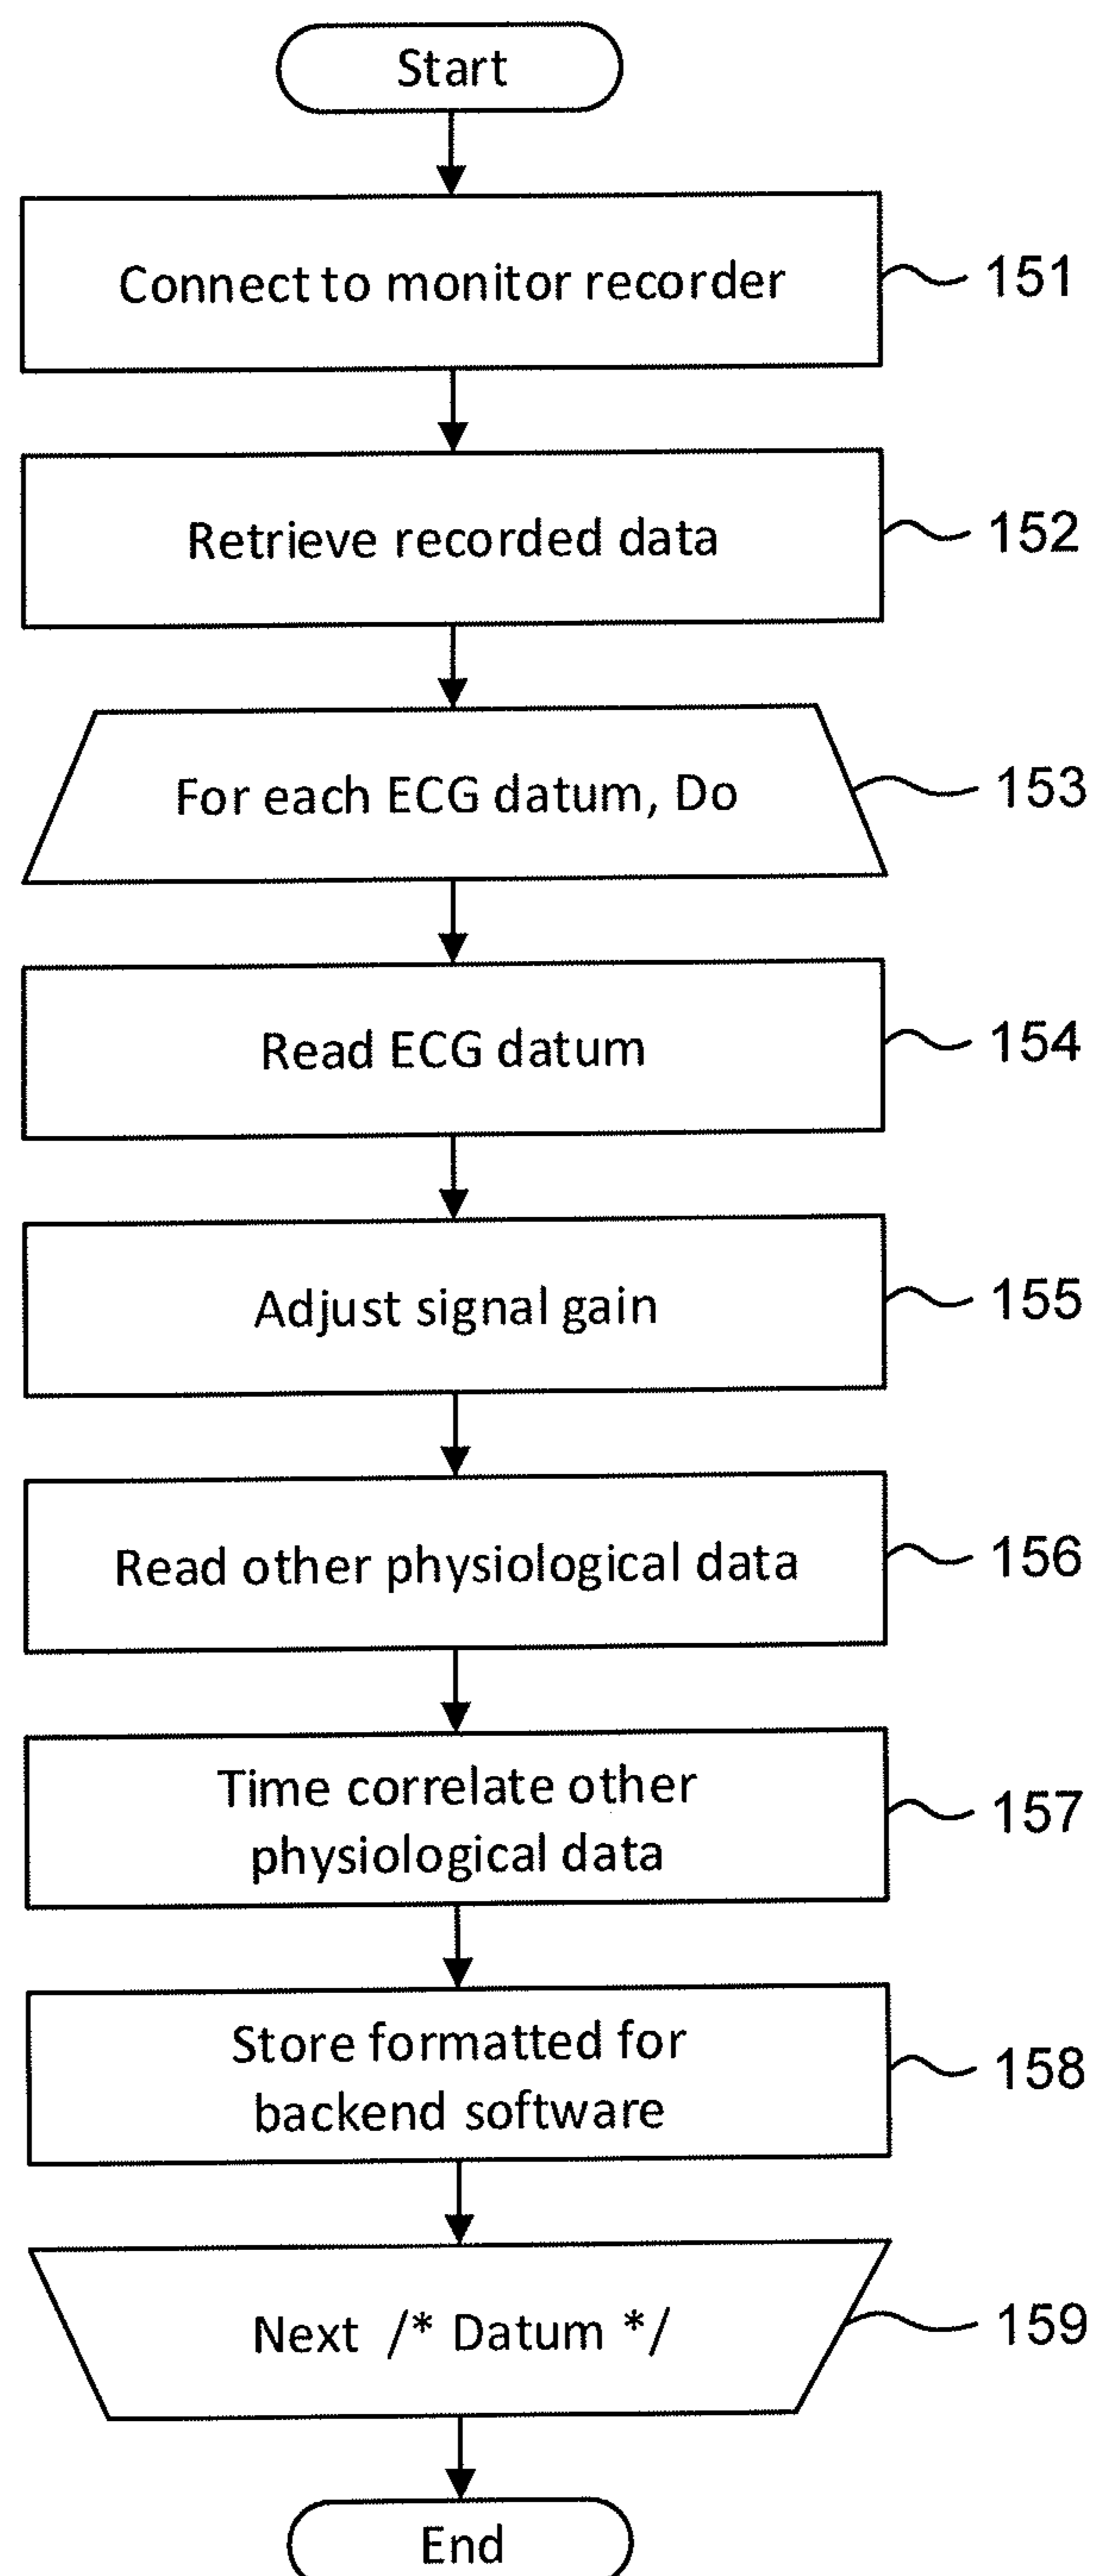 Start
Connect to monitor recorder
151
Retrieve recorded data
152
For each ECG datum, Do
153
Read ECG datum
154
Adjust signal gain
155
Read other physiological data
156
Time correlate other
physiological data
157
Store formatted for
backend software
158
Next /* Datum */
159
End